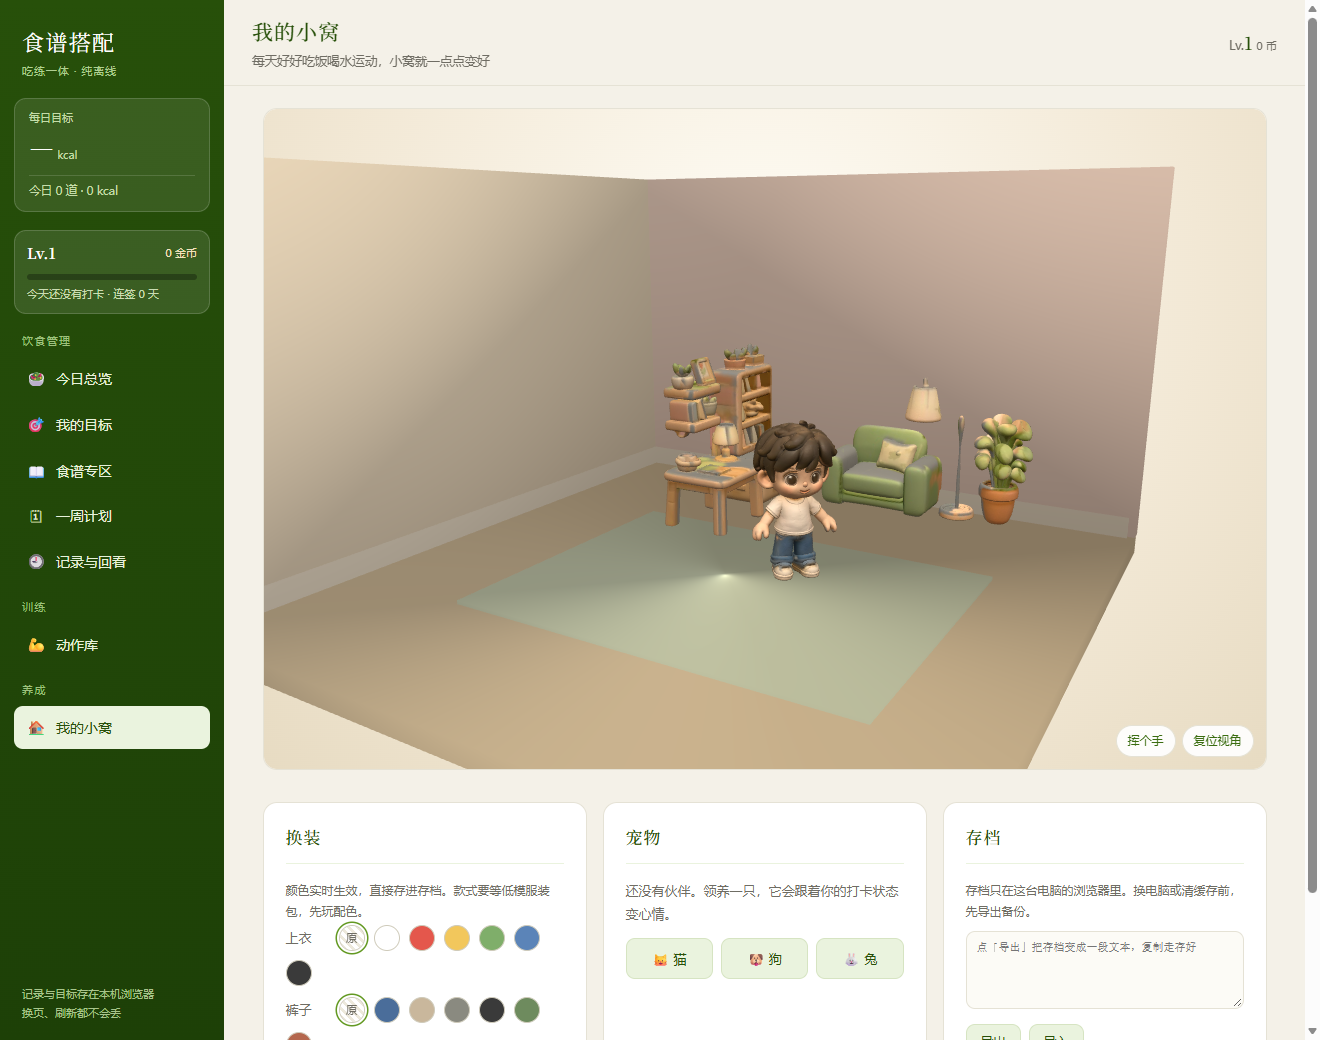 食谱搭配
吃练一体 · 纯离线
每日目标
— kcal
今日 0 道 · 0 kcal
Lv.1 0 金币
今天还没有打卡 · 连签 0 天
饮食管理
今日总览
我的目标
食谱专区
一周计划
记录与回看
训练
动作库
养成
我的小窝
记录与目标存在本机浏览器
换页、刷新都不会丢
我的小窝
每天好好吃饭喝水运动，小窝就一点点变好
Lv.1 0 币
挥个手 复位视角
换装
颜色实时生效，直接存进存档。款式要等低模服装
包，先玩配色。
上衣 原
裤子 原
宠物
还没有伙伴。领养一只，它会跟着你的打卡状态
变心情。
猫 狗 兔
存档
存档只在这台电脑的浏览器里。换电脑或清缓存前，
先导出备份。
点「导出」把存档变成一段文本，复制走存好
导出 导入